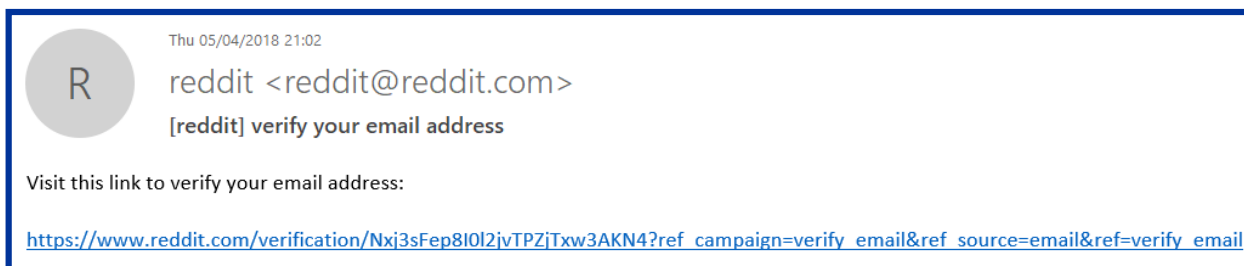 Thu 05/04/2018 21:02
R
reddit <reddit@reddit.com>
[reddit] verify your email address
Visit this link to verify your email address:
https://www.reddit.com/verification/Nxj3sFep8I0l2jvTPZjTxw3AKN4?ref_campaign=verify_email&ref_source=email&ref=verify_email